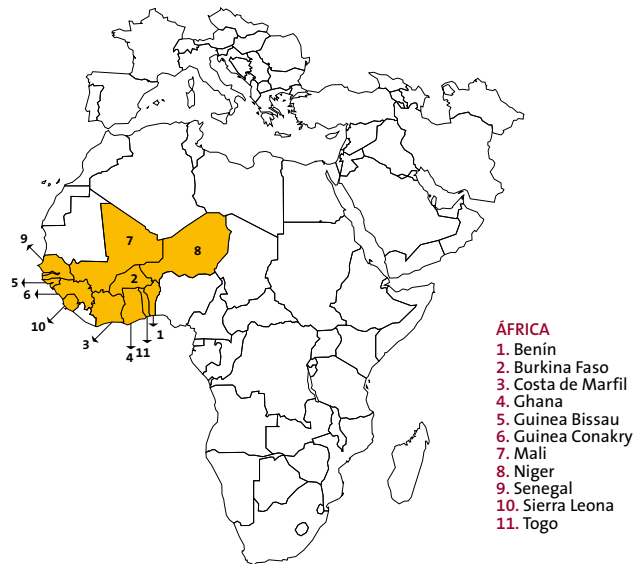 7
8
9
2
5
6
10
3
4
11
1
ÁFRICA
1. Benín
2. Burkina Faso
3. Costa de Marfil
4. Ghana
5. Guinea Bissau
6. Guinea Conakry
7. Mali
8. Niger
9. Senegal
10. Sierra Leona
11. Togo